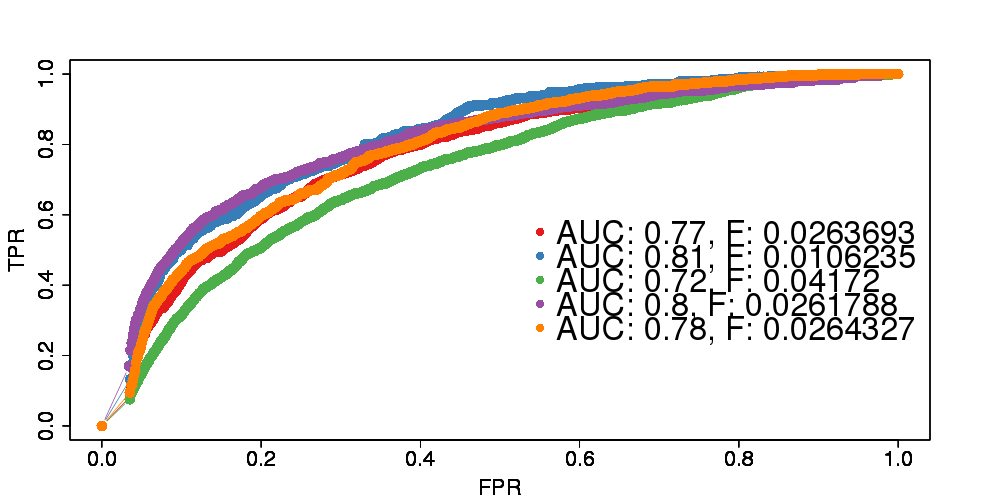 TPR
1.0
0.8
0.6
0.4
0.2
0.0
AUC: 0.77, F: 0.0263693
AUC: 0.81, F: 0.0106235
AUC: 0.72, F: 0.04172
AUC: 0.8, F: 0.0261788
AUC: 0.78, F: 0.0264327
0.0 0.2 0.4 0.6 0.8 1.0
FPR